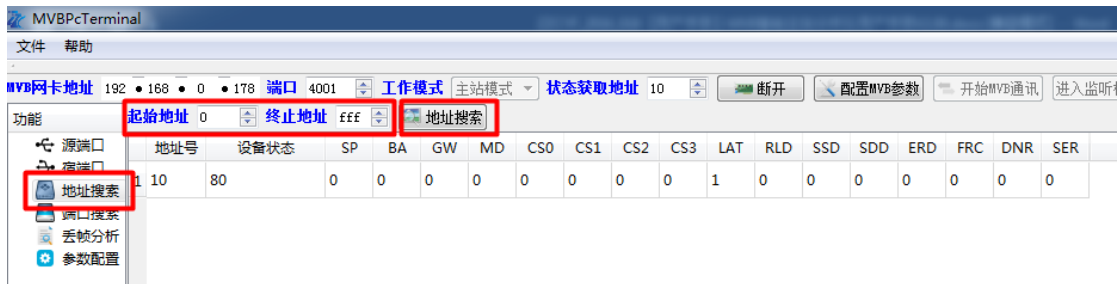 MVBPcTerminal
文件 帮助
MVB网卡地址 192 • 168 • 0 • 178 端口 4001 工作模式 主站模式 状态获取地址 10 断开 配置MVB参数 开始MVB通讯 进入监听
功能 起始地址 0 终止地址 fff 地址搜索
源端口 地址号 设备状态 SP BA GW MD CS0 CS1 CS2 CS3 LAT RLD SSD SDD ERD FRC DNR SER
宿端口
地址搜索 1 10 80 0 0 0 0 0 0 0 0 1 0 0 0 0 0 0 0
端口搜索
丢帧分析
参数配置